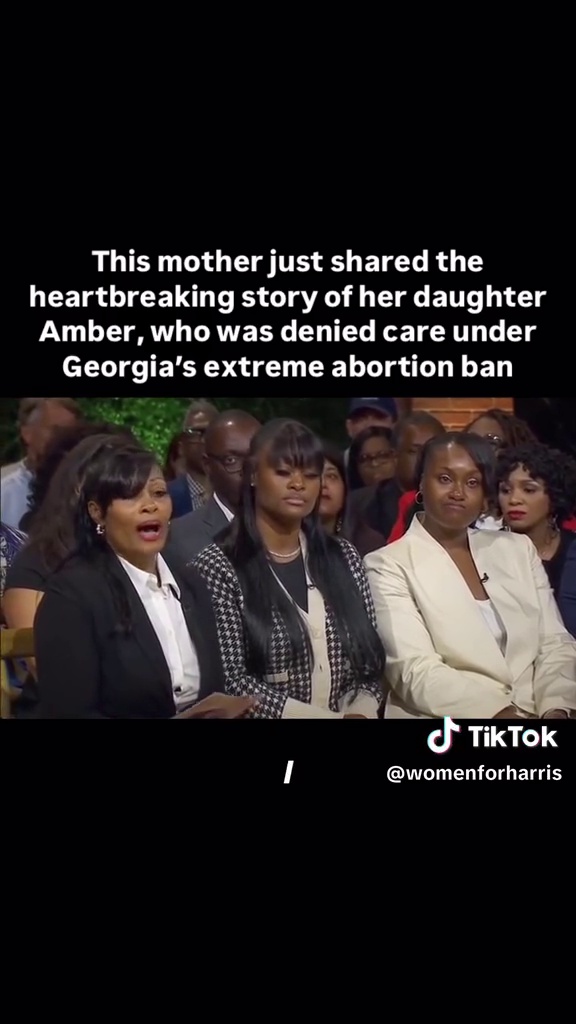 This mother just shared the
heartbreaking story of her daughter
Amber, who was denied care under
Georgia’s extreme abortion ban
TikTok
I
@womenforharris